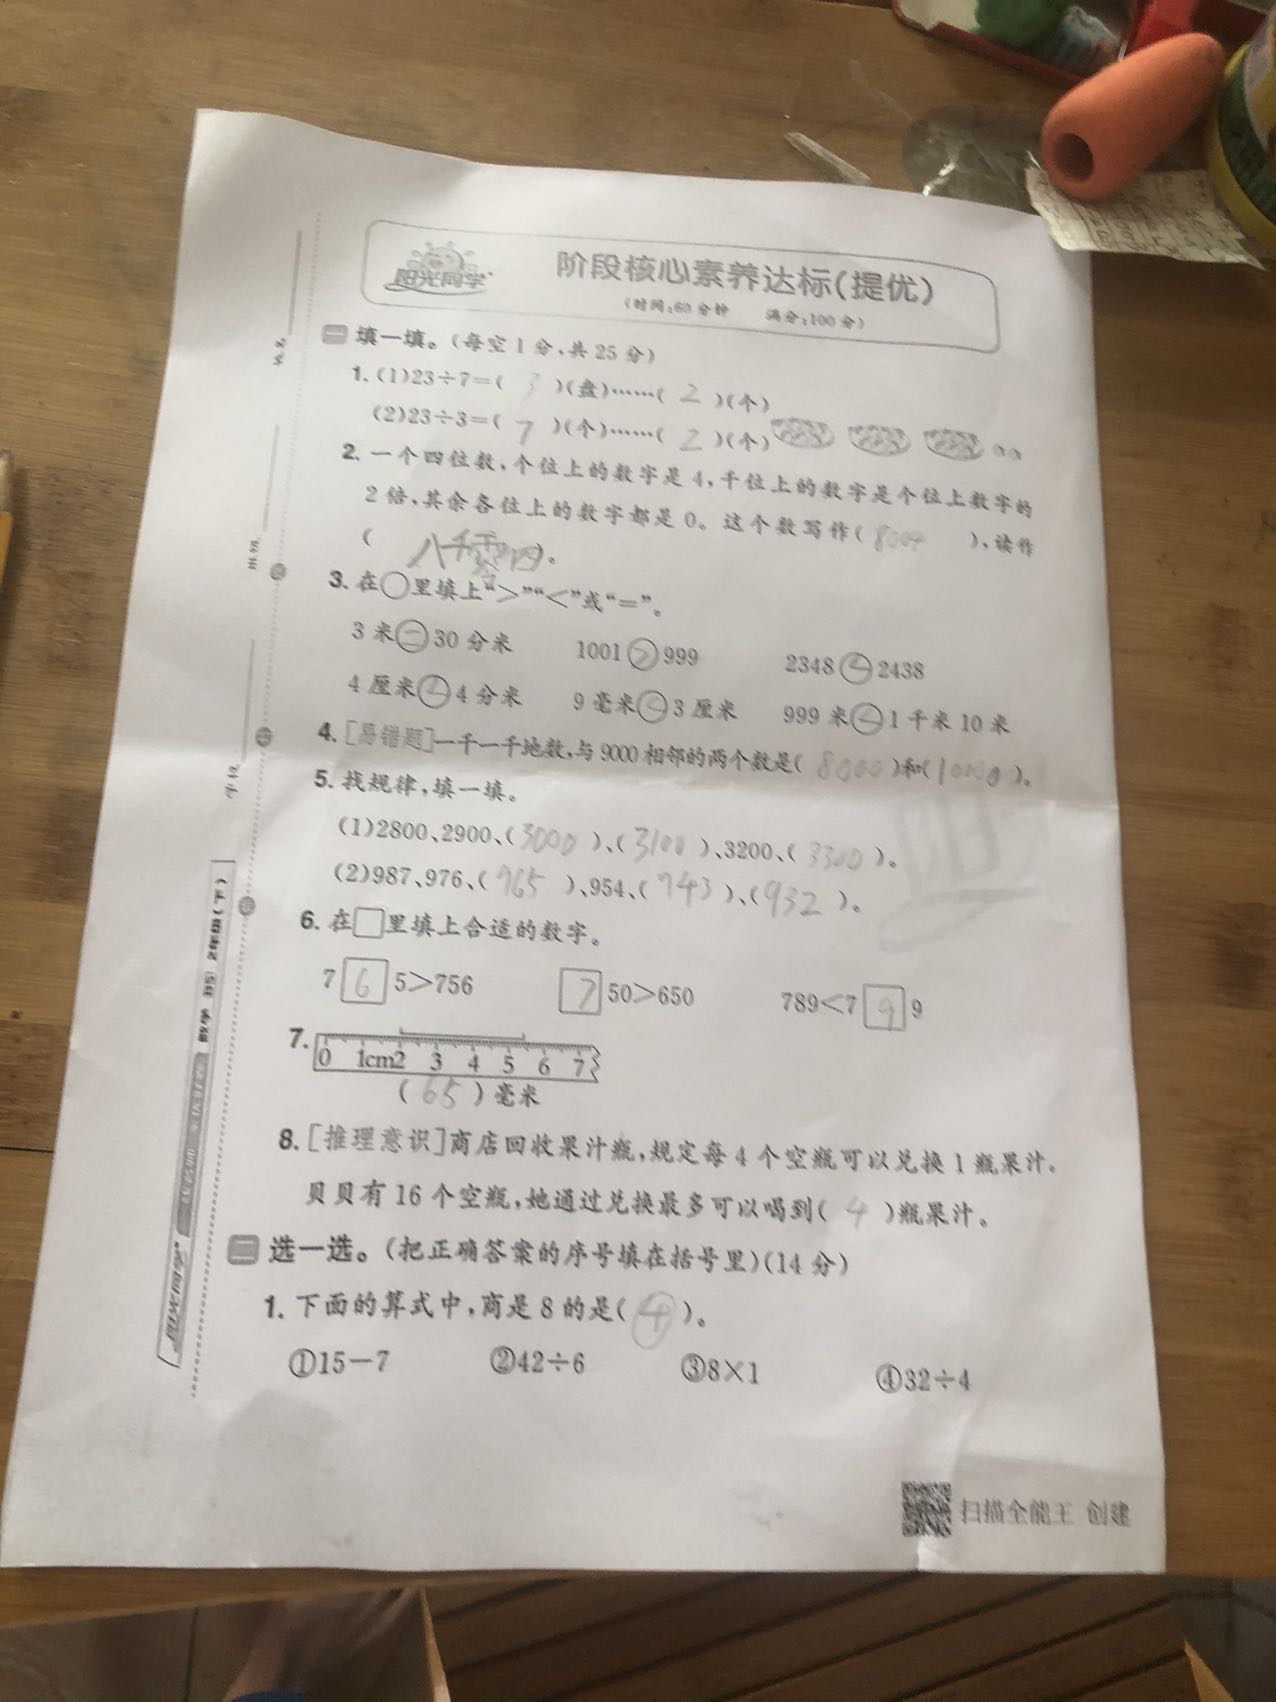 阳光同学
阶段核心素养达标(提优)
(时间:60分钟 满分:100分)
一 填一填。(每空1分,共25分)
1. (1)23÷7=( 3 )(盘)……( 2 )(个)
(2)23÷3=( 7 )(个)……( 2 )(个)
2. 一个四位数,个位上的数字是4,千位上的数字是个位上数字的
2倍,其余各位上的数字都是0。这个数写作( 8004 )、读作
( 八千零四 )。
3. 在○里填上“>”“<”或“=”。
3米=30分米 1001>999 2348<2438
4厘米<4分米 9毫米<3厘米 999米<1千米10米
4. [易错题]一千一千地数,与9000相邻的两个数是( 8000 )和( 10000 )。
5. 找规律,填一填。
(1)2800、2900、( 3000 )、( 3100 )、3200、( 3300 )。
(2)987、976、( 965 )、954、( 943 )、( 932 )。
6. 在□里填上合适的数字。
7 6 5>756 7 50>650 789<7 9 9
7. 0 1cm2 3 4 5 6 7
( 65 )毫米
8. [推理意识]商店回收果汁瓶,规定每4个空瓶可以兑换1瓶果汁。
贝贝有16个空瓶,她通过兑换最多可以喝到( 4 )瓶果汁。
二 选一选。(把正确答案的序号填在括号里)(14分)
1. 下面的算式中,商是8的是( ④ )。
①15-7 ②42÷6 ③8×1 ④32÷4
扫描全能王 创建
阳光同学